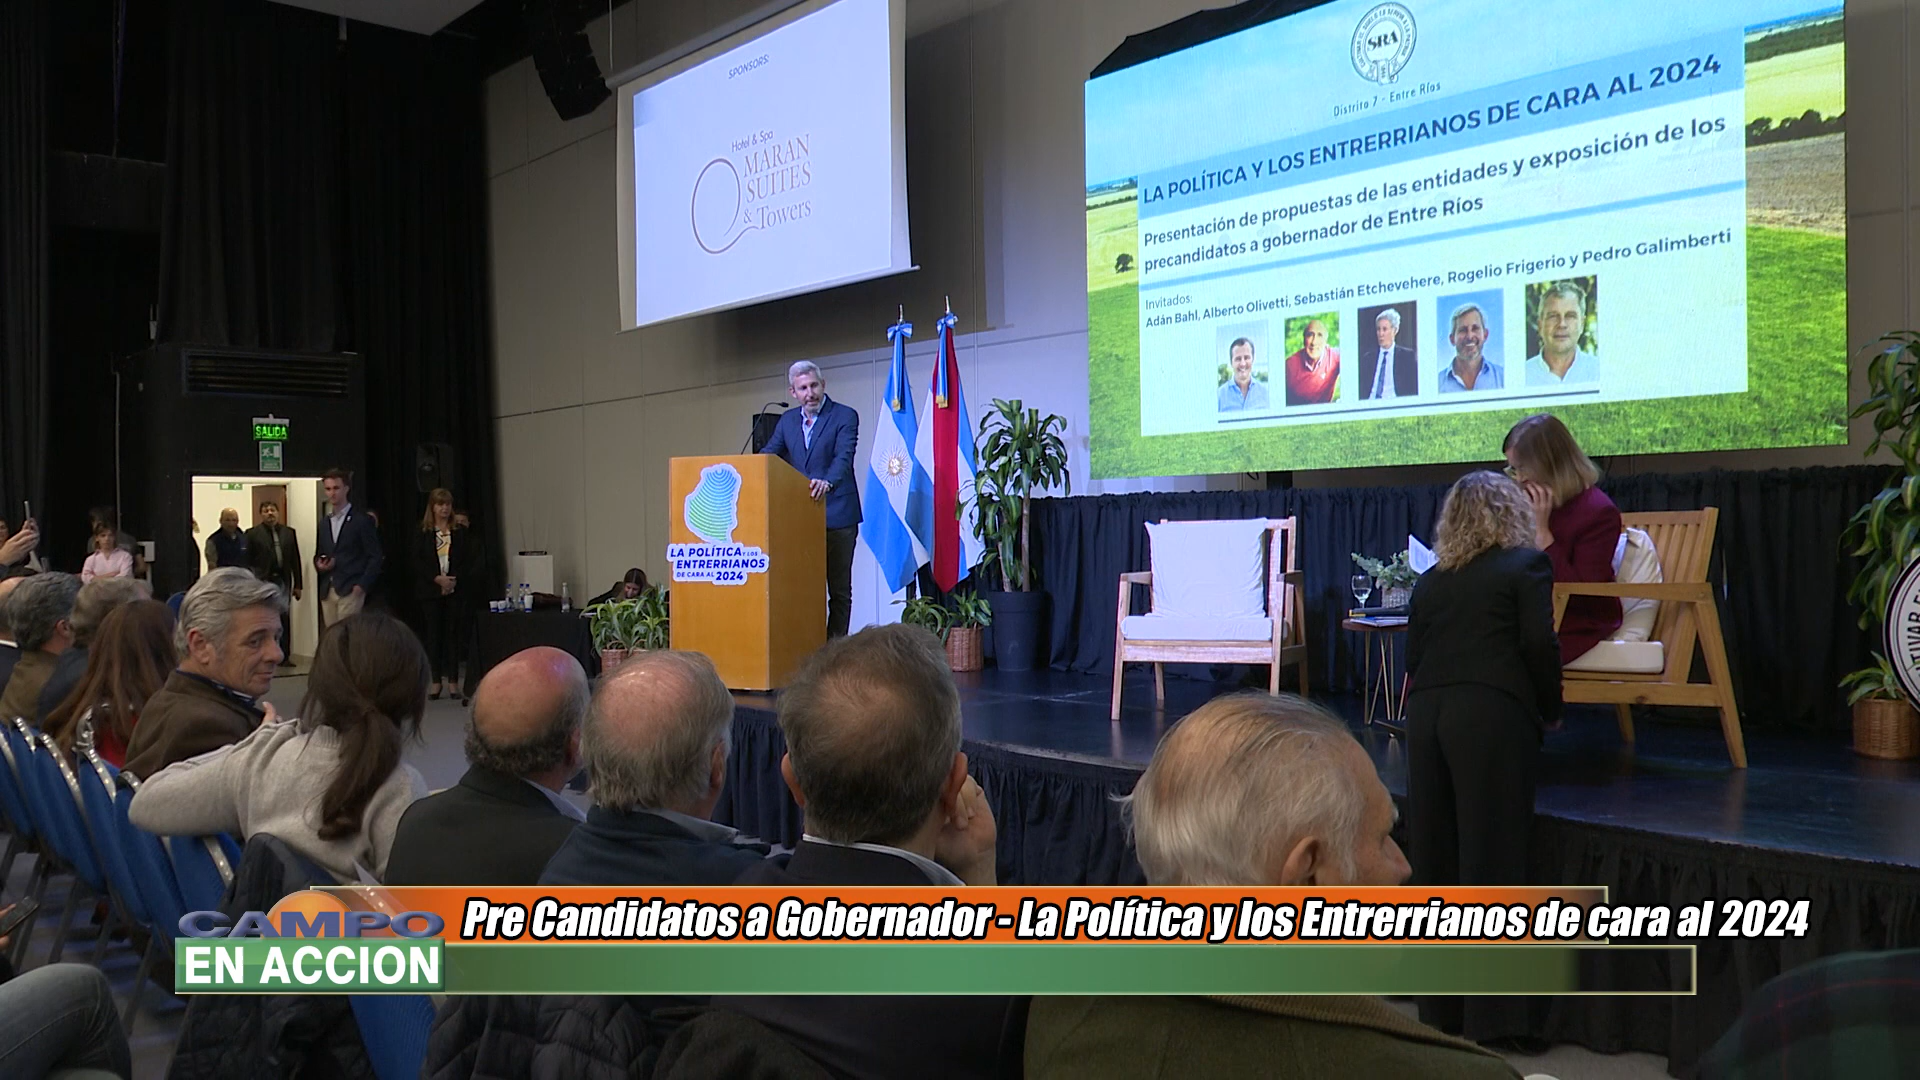 SPONSORS:
Hotel & Spa
MARAN
SUITES
& Towers
SRA
Distrito 7 - Entre Ríos
LA POLÍTICA Y LOS ENTRERRIANOS DE CARA AL 2024
Presentación de propuestas de las entidades y exposición de los
precandidatos a gobernador de Entre Ríos
Invitados:
Adán Bahl, Alberto Olivetti, Sebastián Etchevehere, Rogelio Frigerio y Pedro Galimberti
SALIDA
LA POLÍTICA Y LOS
ENTRERRIANOS
DE CARA AL 2024
CAMPO
EN ACCION
Pre Candidatos a Gobernador - La Política y los Entrerrianos de cara al 2024